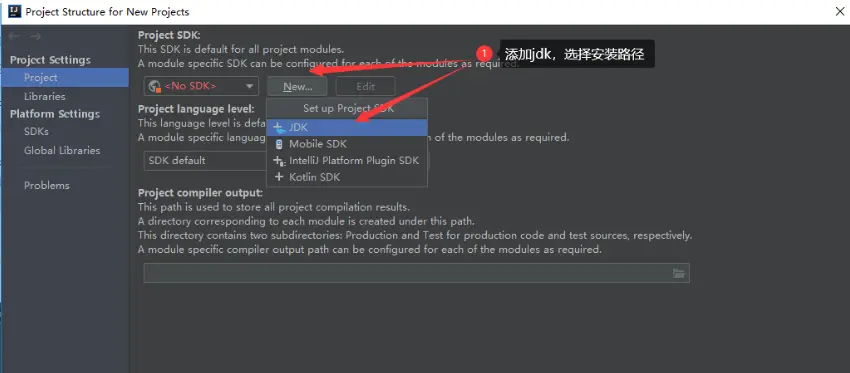 IJ
Project Structure for New Projects
Project Settings
Project
Libraries
Platform Settings
SDKs
Global Libraries
Problems
Project SDK:
This SDK is default for all project modules.
A module specific SDK can be configured for each of the modules as required.
1 添加jdk，选择安装路径
<No SDK>
New...
Edit
Set up Project SDK
JDK
Mobile SDK
IntelliJ Platform Plugin SDK
Kotlin SDK
Project language level:
This language level is defa
A module specific language
n of the modules as required.
SDK default
Project compiler output:
This path is used to store all project compilation results.
A directory corresponding to each module is created under this path.
This directory contains two subdirectories: Production and Test for production code and test sources, respectively.
A module specific compiler output path can be configured for each of the modules as required.